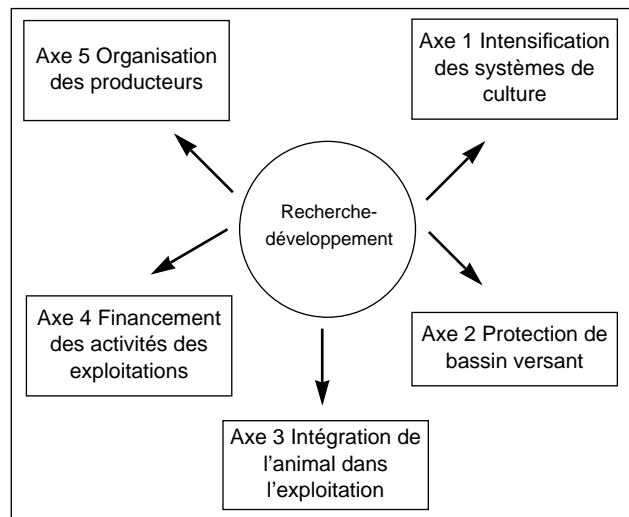 Axe 5 Organisation
des producteurs
Axe 1 Intensification
des systèmes de
culture
Recherche-
développement
Axe 4 Financement
des activités des
exploitations
Axe 2 Protection de
bassin versant
Axe 3 Intégration de
l’animal dans
l’exploitation